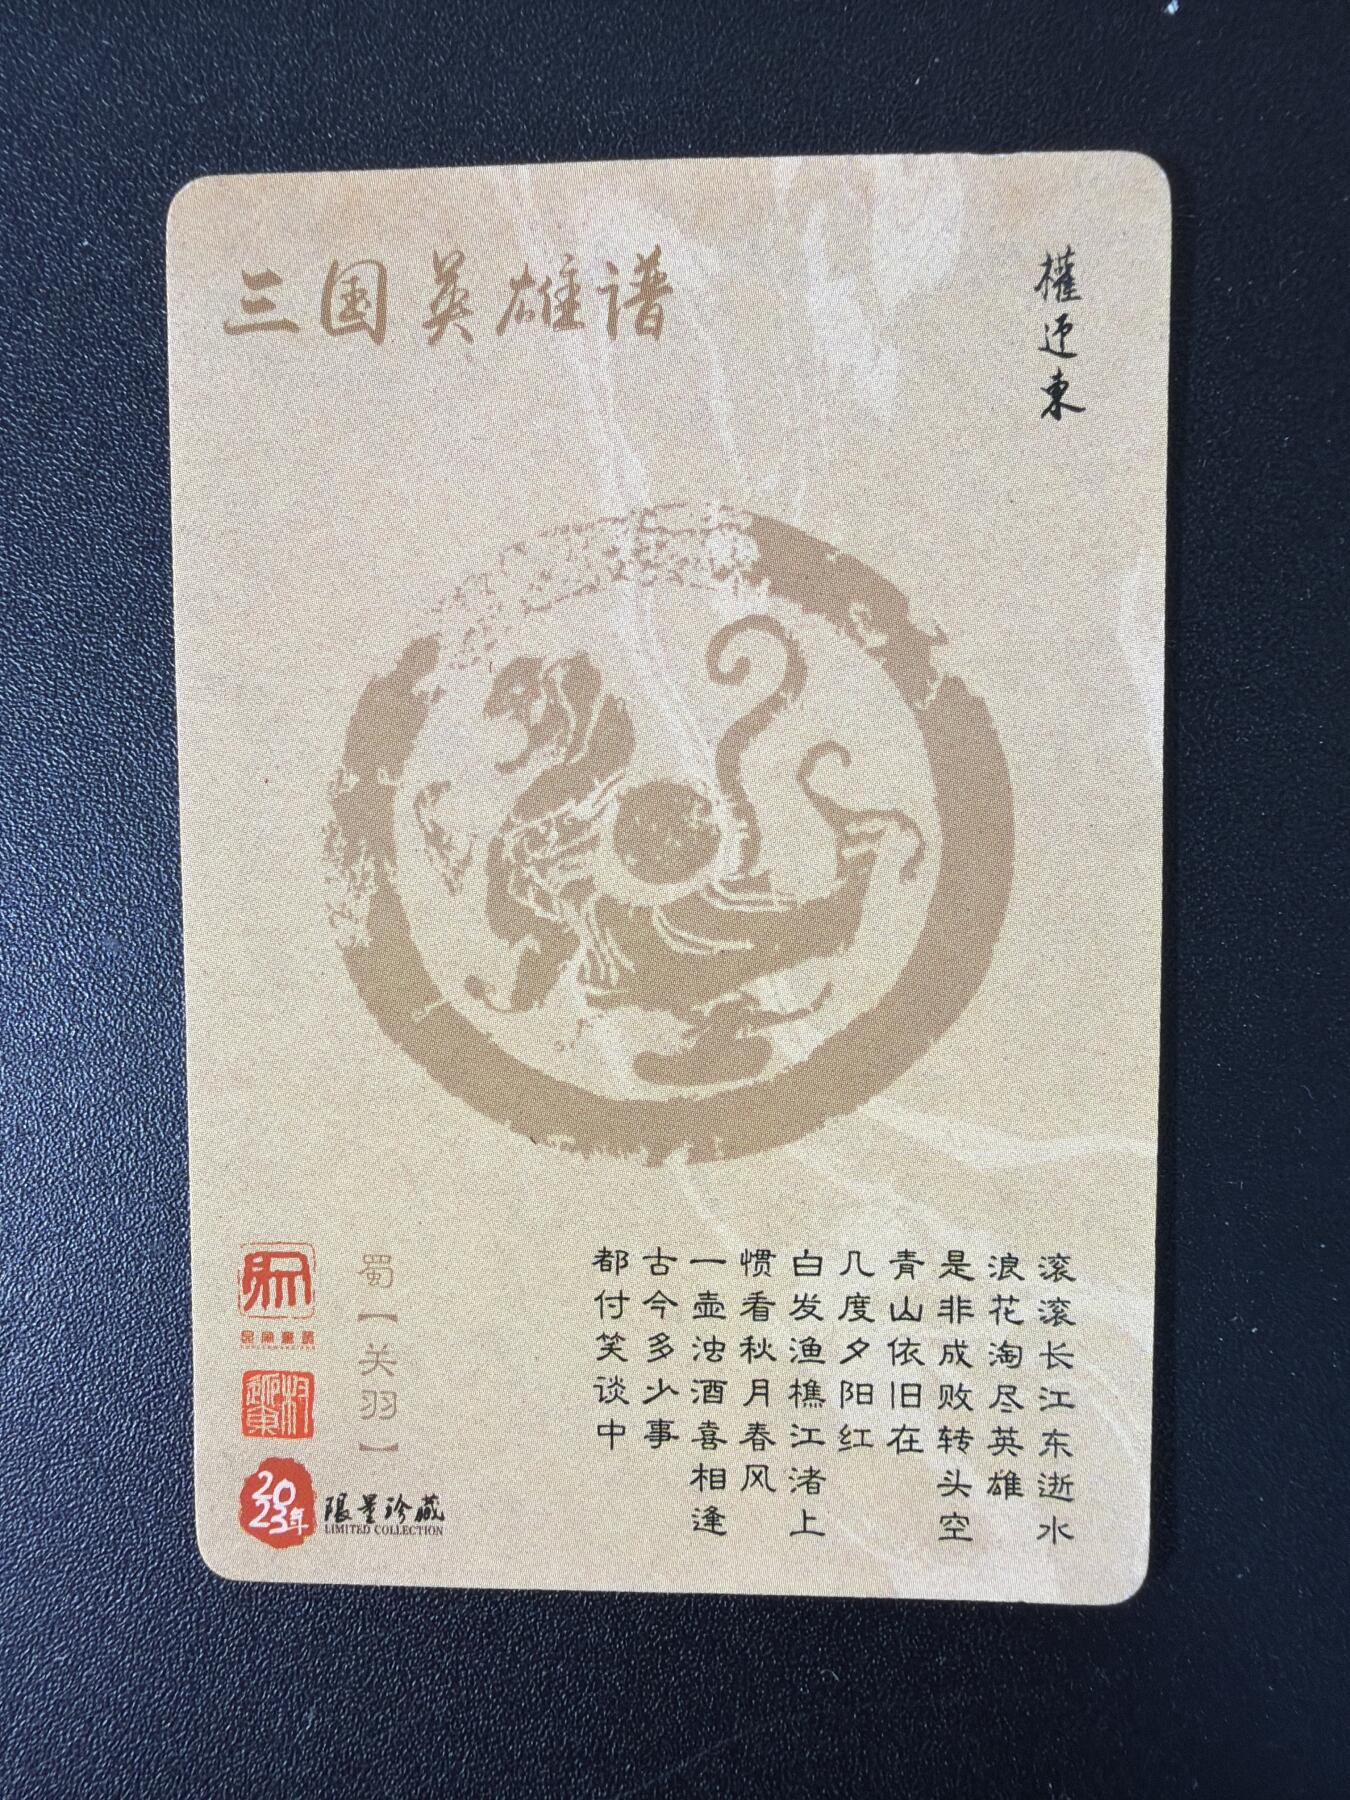 三国英雄谱
權迎東
滚滚长江东逝水
浪花淘尽英雄
是非成败转头空
青山依旧在
几度夕阳红
白发渔樵江渚上
惯看秋月春风
一壶浊酒喜相逢
古今多少事
都付笑谈中
蜀【关羽】
2023年
限量珍藏
LIMITED COLLECTION